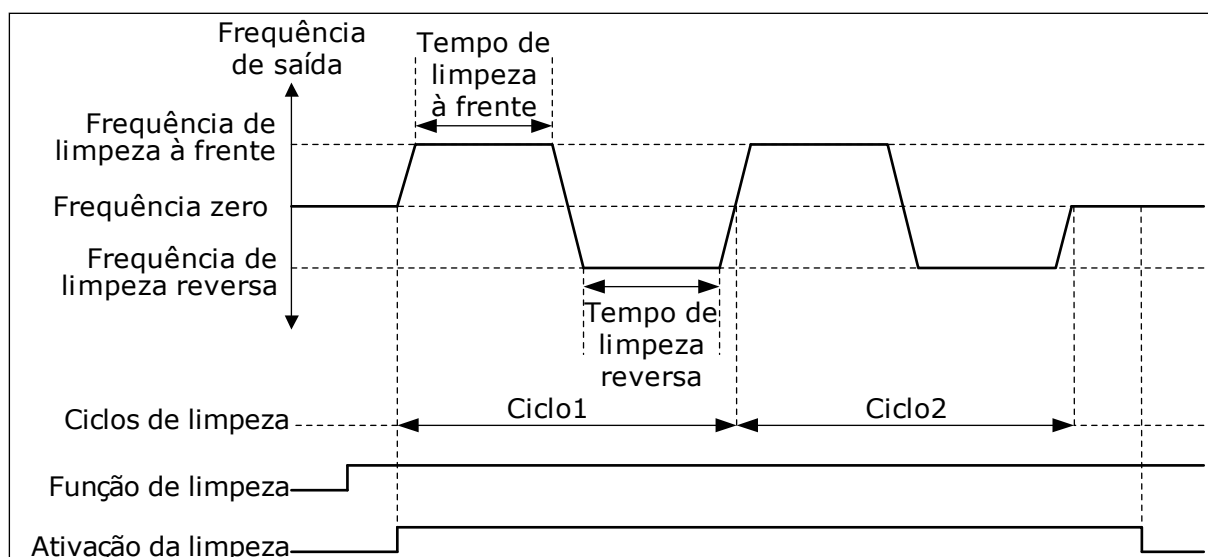 Frequência
de saída
Tempo de
limpeza
à frente
Frequência de
limpeza à frente
Frequência zero
Frequência de
limpeza reversa
Tempo de
limpeza
reversa
Ciclos de limpeza
Ciclo1
Ciclo2
Função de limpeza
Ativação da limpeza